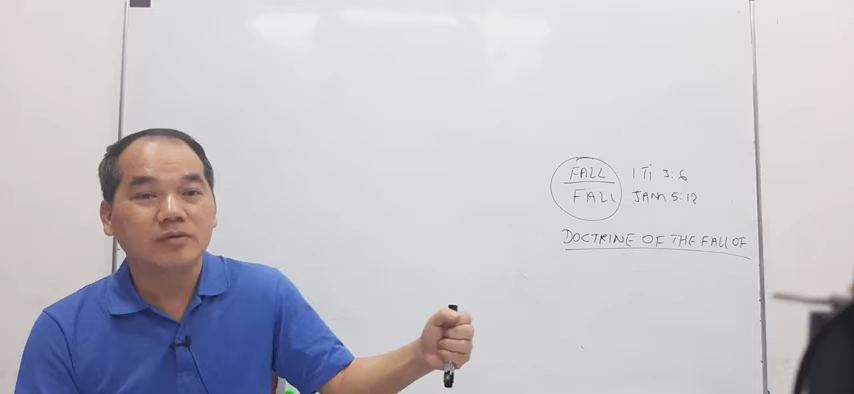 FALL 1 Ti 3:6
FALL JAM 5:12
DOCTRINE OF THE FALL OF